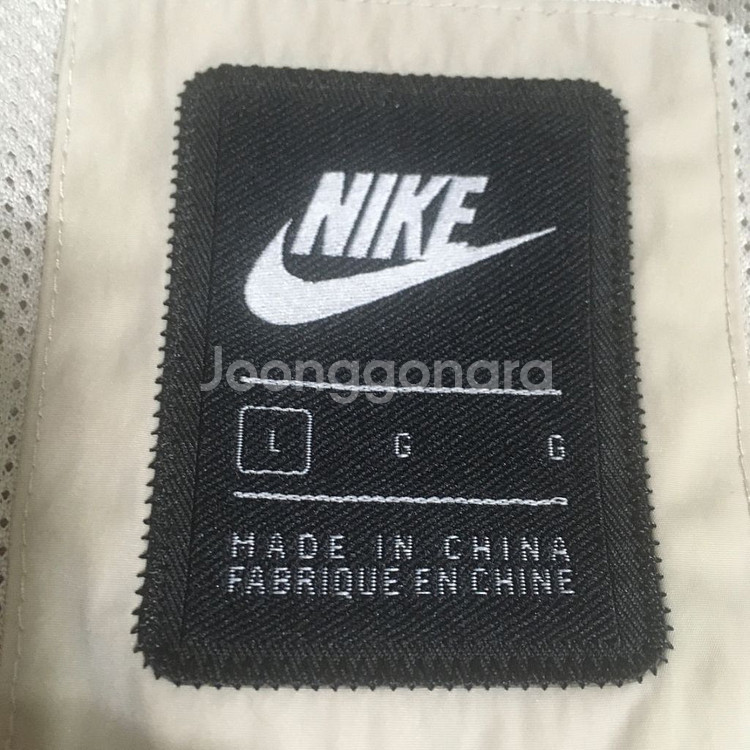 NIKE
Joonggonara
L G G
MADE IN CHINA
FABRIQUE EN CHINE